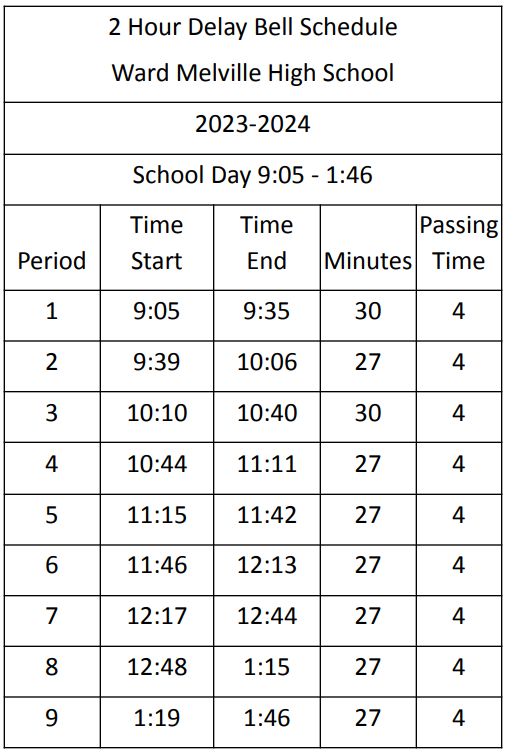 2 Hour Delay Bell Schedule
Ward Melville High School
2023-2024
School Day 9:05 - 1:46
Period Time Start Time End Minutes Passing Time
1 9:05 9:35 30 4
2 9:39 10:06 27 4
3 10:10 10:40 30 4
4 10:44 11:11 27 4
5 11:15 11:42 27 4
6 11:46 12:13 27 4
7 12:17 12:44 27 4
8 12:48 1:15 27 4
9 1:19 1:46 27 4